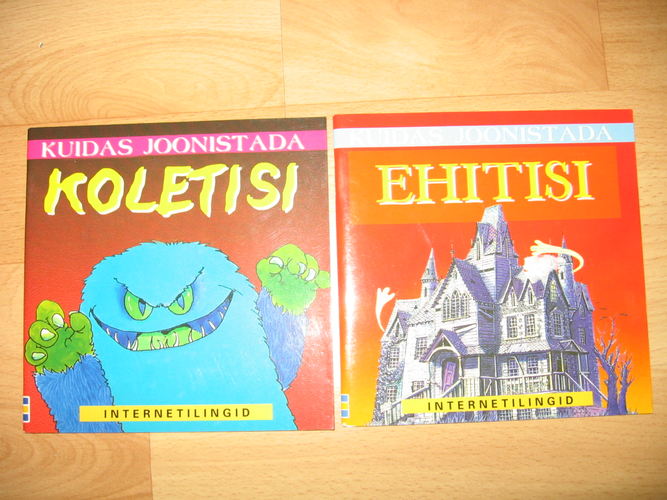 KUIDAS JOONISTADA
KOLETISI
INTERNETILINGID
KUIDAS JOONISTADA
EHITISI
INTERNETILINGID